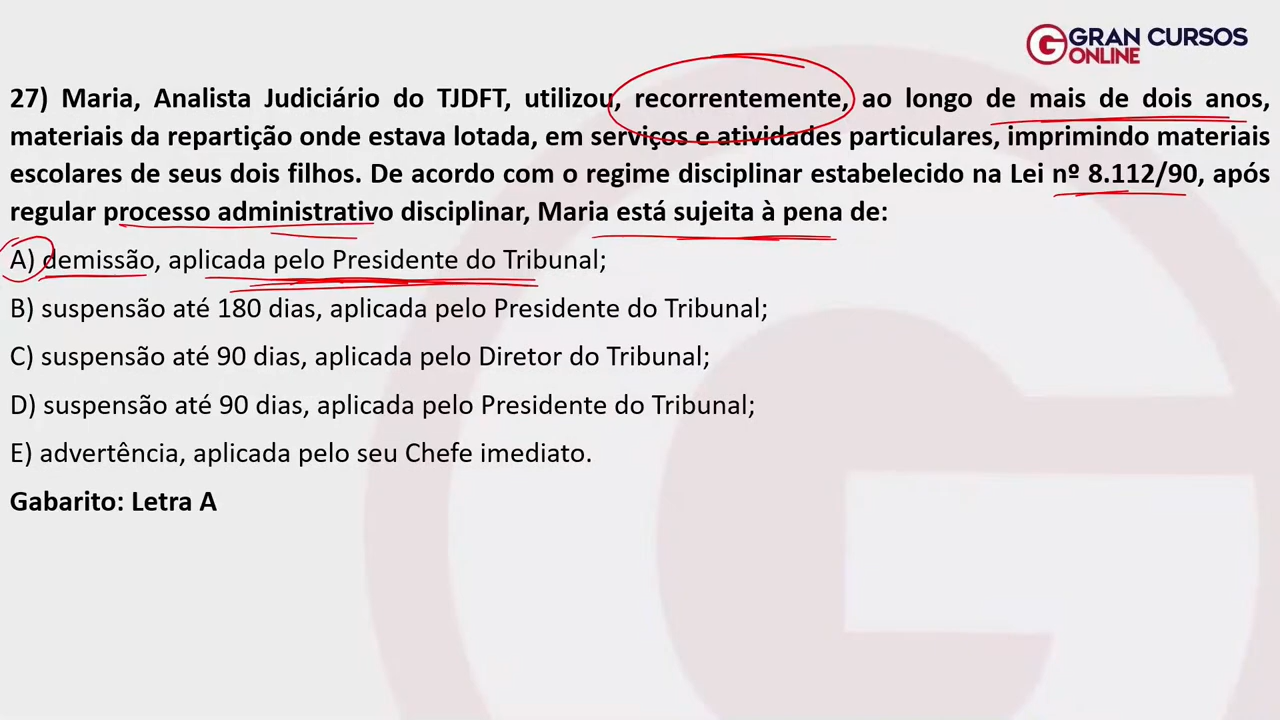 GRAN CURSOS
ONLINE
27) Maria, Analista Judiciário do TJDFT, utilizou, recorrentemente, ao longo de mais de dois anos,
materiais da repartição onde estava lotada, em serviços e atividades particulares, imprimindo materiais
escolares de seus dois filhos. De acordo com o regime disciplinar estabelecido na Lei nº 8.112/90, após
regular processo administrativo disciplinar, Maria está sujeita à pena de:
A) demissão, aplicada pelo Presidente do Tribunal;
B) suspensão até 180 dias, aplicada pelo Presidente do Tribunal;
C) suspensão até 90 dias, aplicada pelo Diretor do Tribunal;
D) suspensão até 90 dias, aplicada pelo Presidente do Tribunal;
E) advertência, aplicada pelo seu Chefe imediato.
Gabarito: Letra A